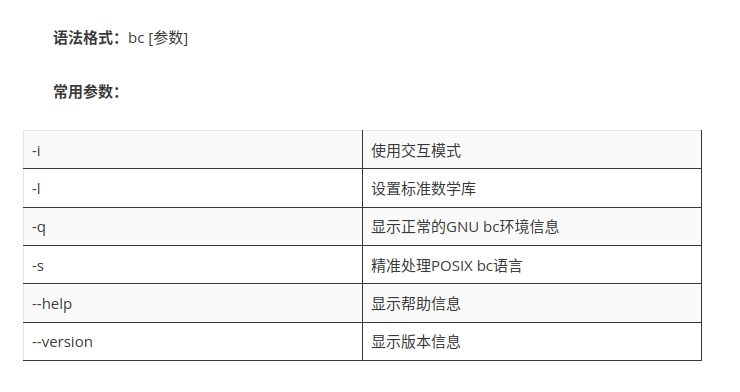 语法格式：bc [参数]
常用参数：
-i 使用交互模式
-l 设置标准数学库
-q 显示正常的GNU bc环境信息
-s 精准处理POSIX bc语言
--help 显示帮助信息
--version 显示版本信息